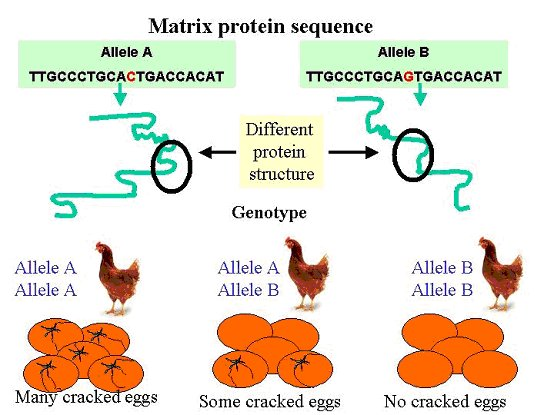 Matrix protein sequence
Allele A
TTGCCCTGCACTGACCACAT
Allele B
TTGCCCTGCAGTGACCACAT
Different
protein
structure
Genotype
Allele A
Allele A
Allele A
Allele B
Allele B
Allele B
Many cracked eggs
Some cracked eggs
No cracked eggs